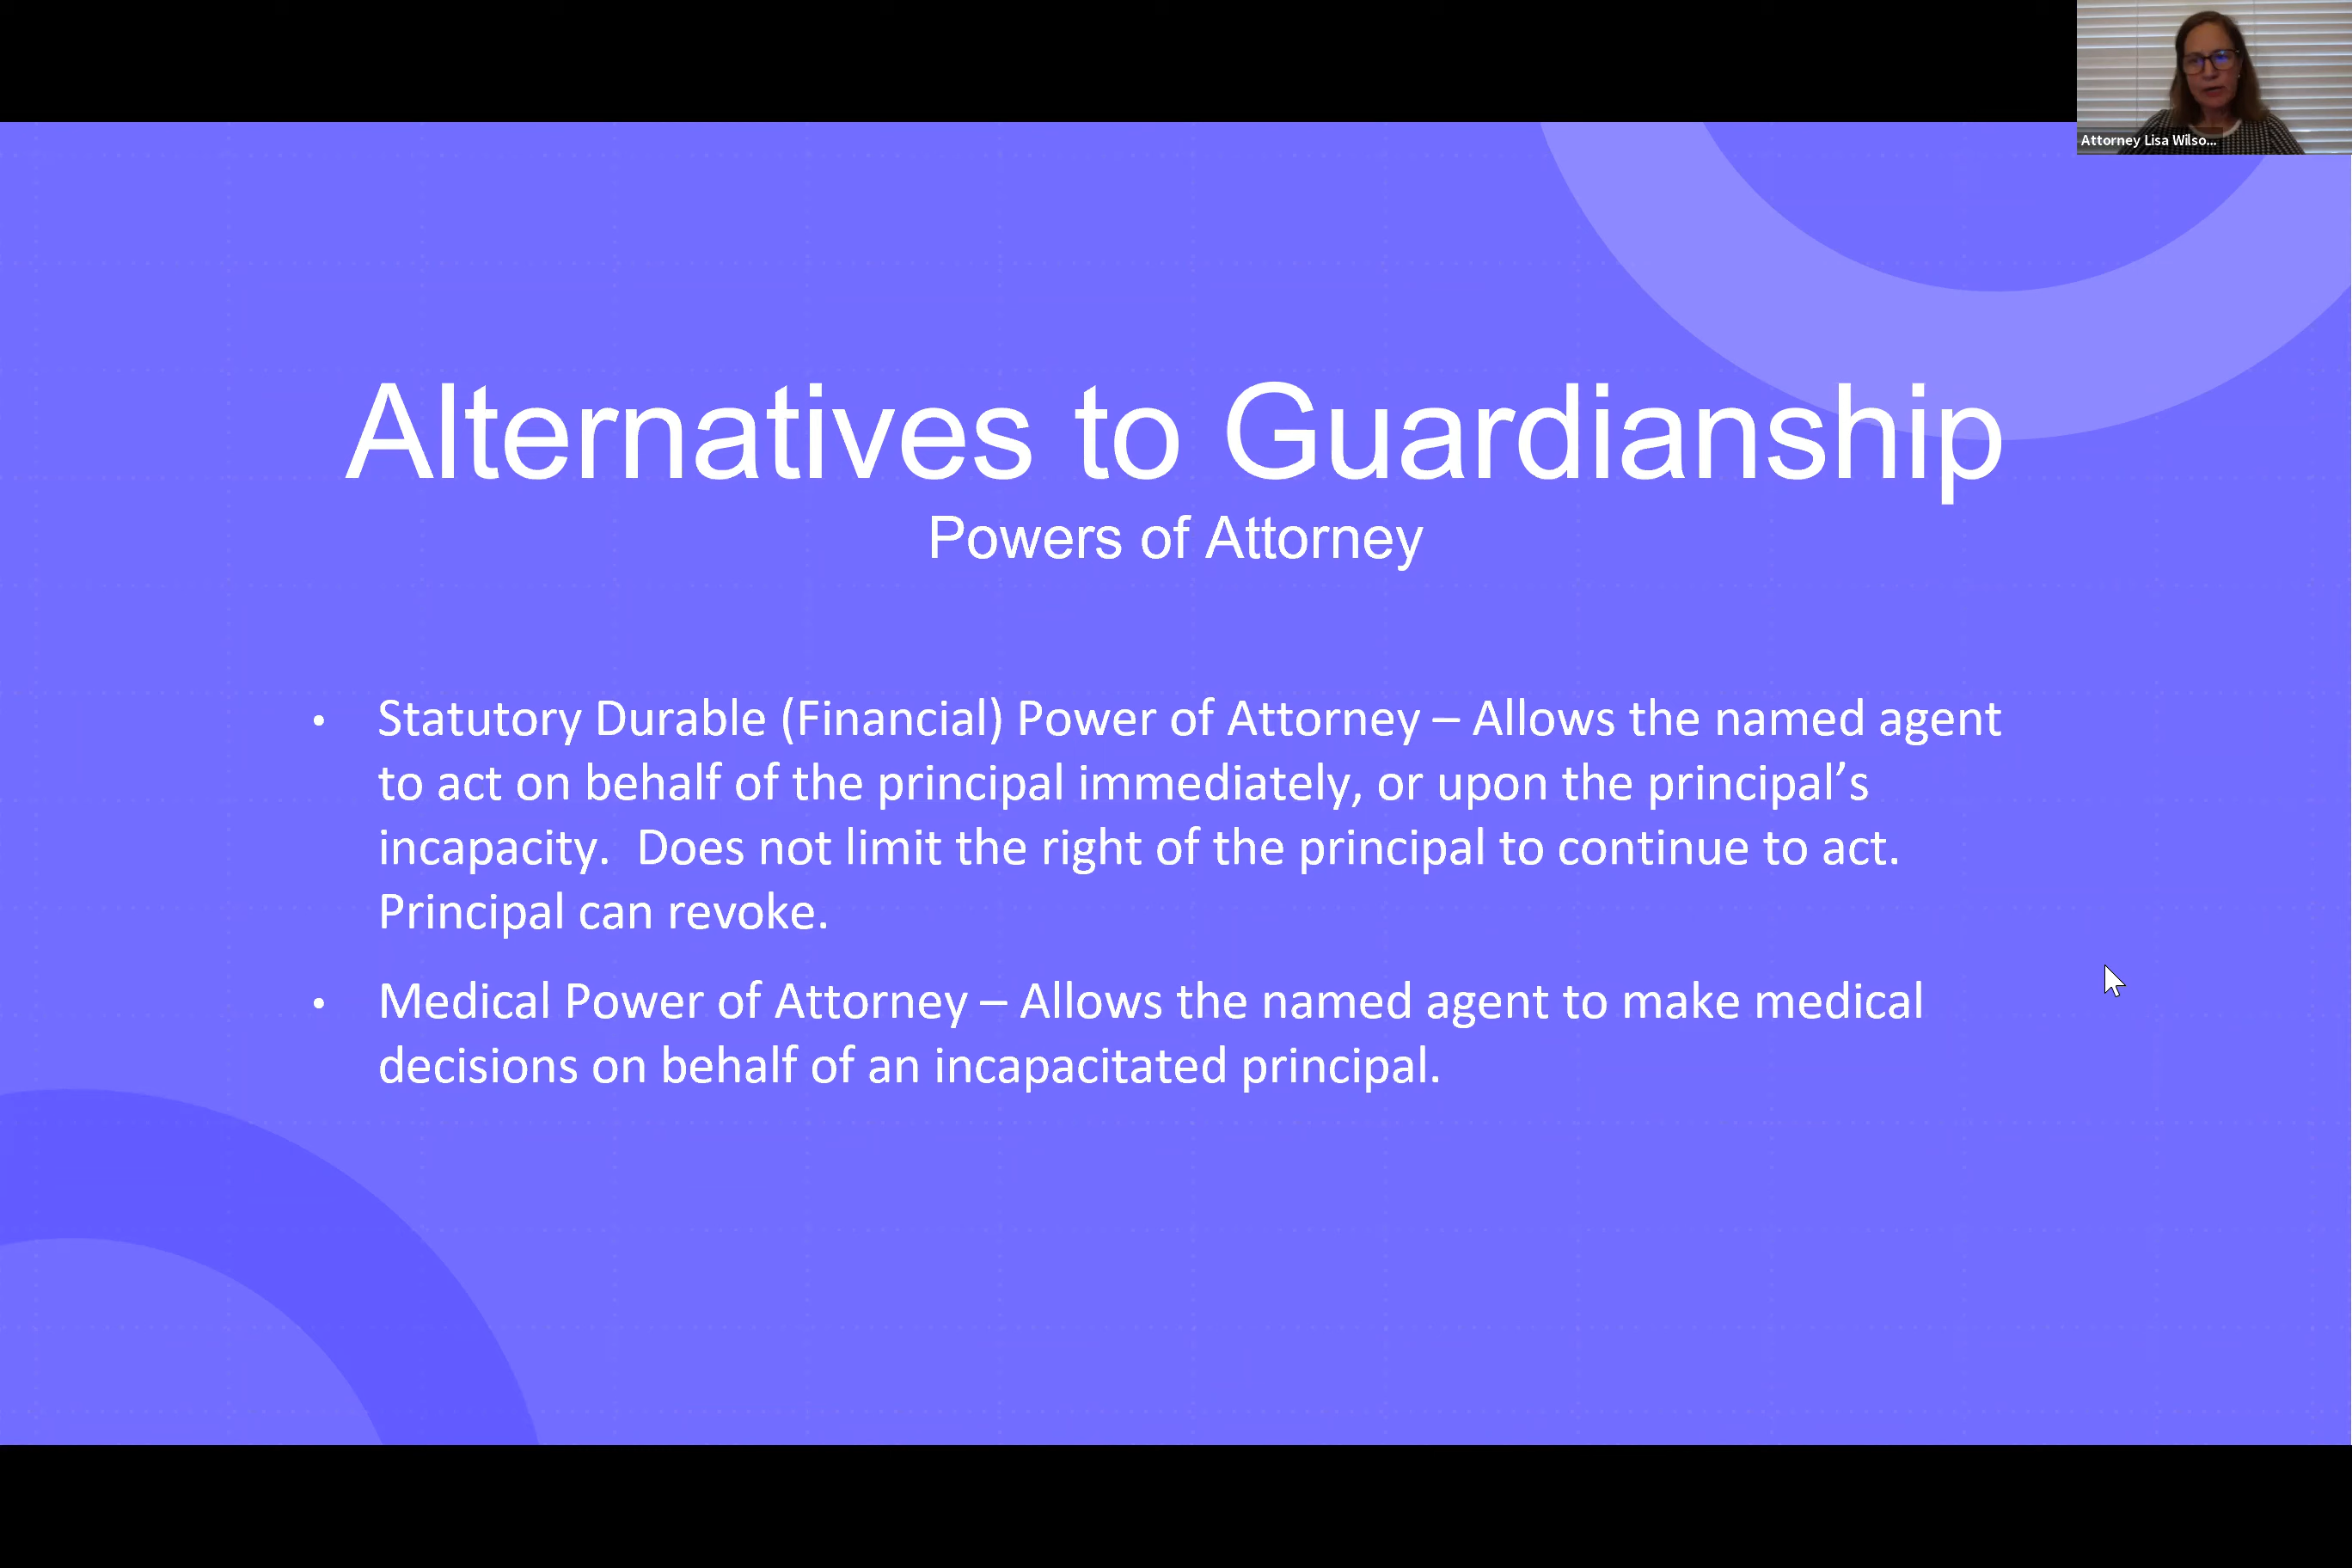 Attorney Lisa Wilso...
Alternatives to Guardianship
Powers of Attorney
• Statutory Durable (Financial) Power of Attorney – Allows the named agent
to act on behalf of the principal immediately, or upon the principal’s
incapacity.  Does not limit the right of the principal to continue to act.
Principal can revoke.
• Medical Power of Attorney – Allows the named agent to make medical
decisions on behalf of an incapacitated principal.